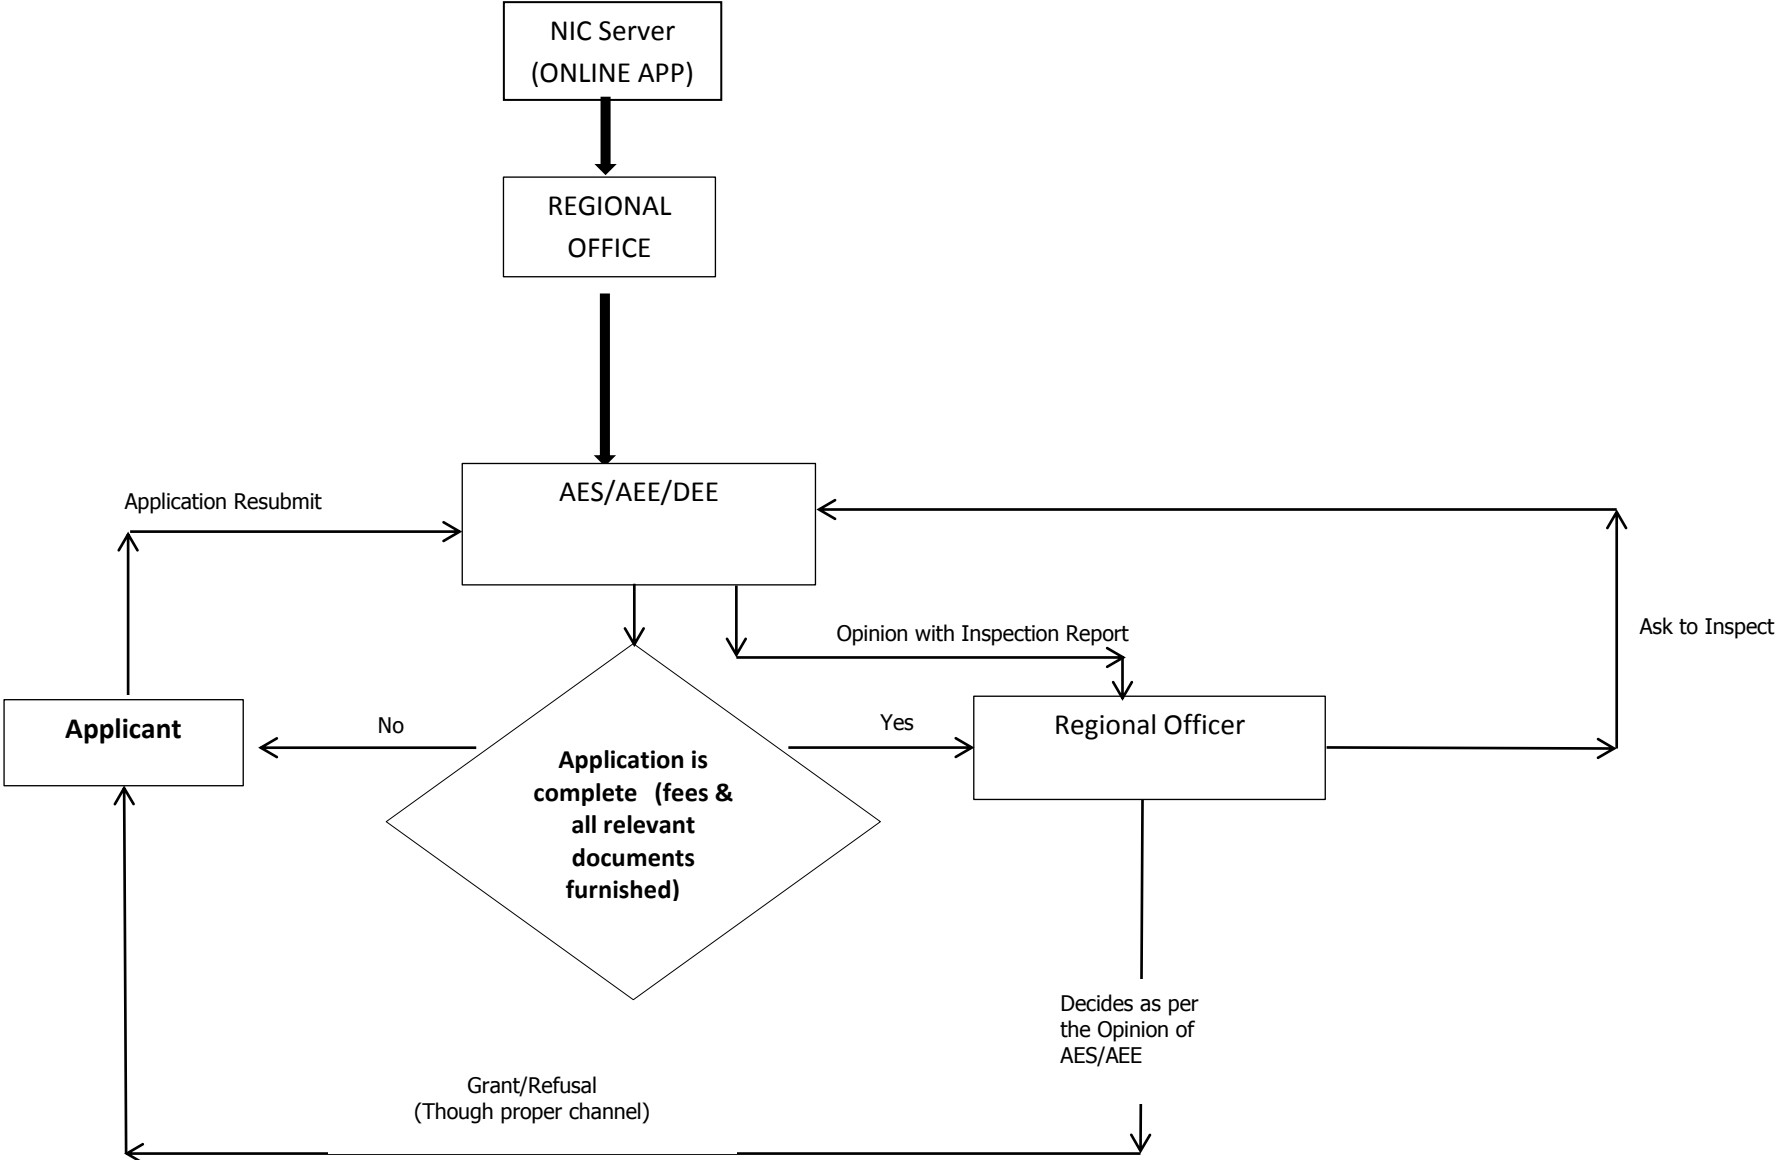 NIC Server
(ONLINE APP)
REGIONAL
OFFICE
AES/AEE/DEE
Application Resubmit
Opinion with Inspection Report
Ask to Inspect
Applicant
No
Yes
Regional Officer
Application is
complete (fees &
all relevant
documents
furnished)
Decides as per
the Opinion of
AES/AEE
Grant/Refusal
(Though proper channel)